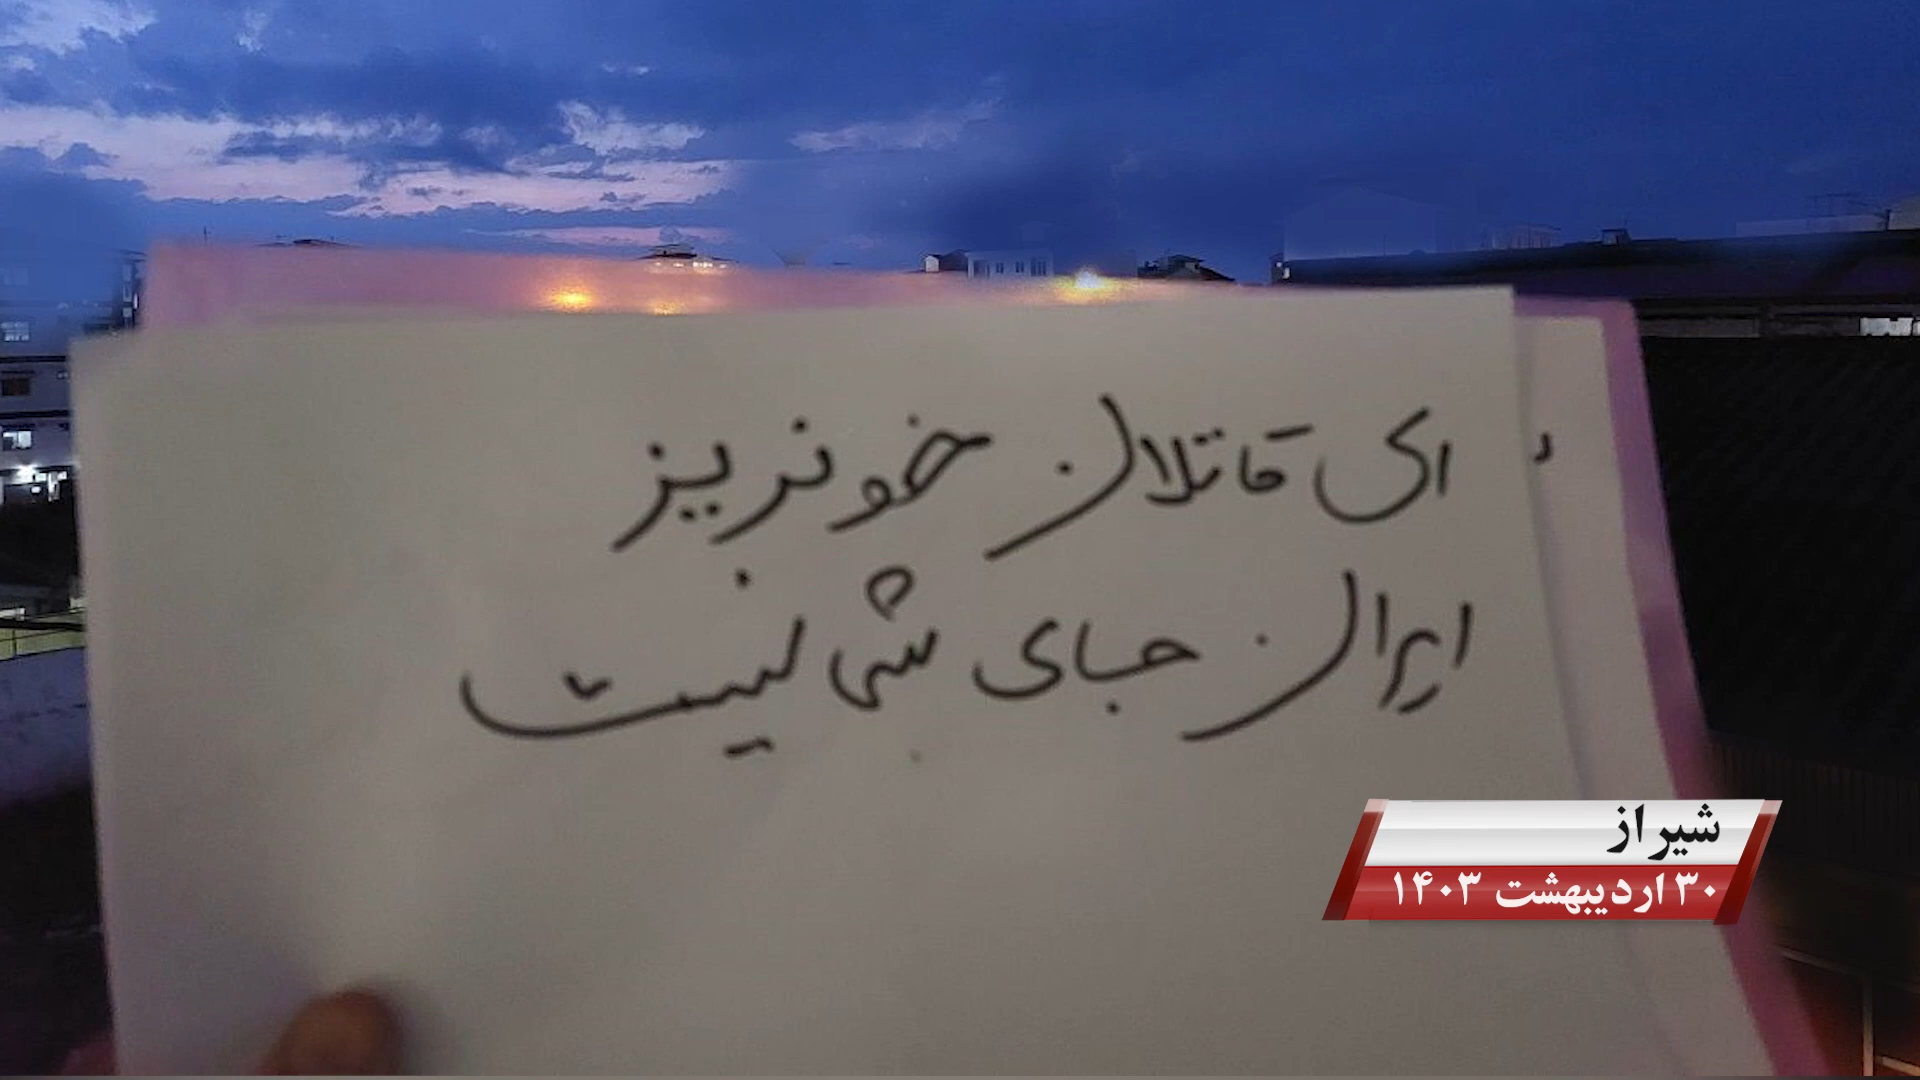 ای قاتلان خونریز
ایران جای شما نیست
شیراز
۳۰ اردیبهشت ۱۴۰۳